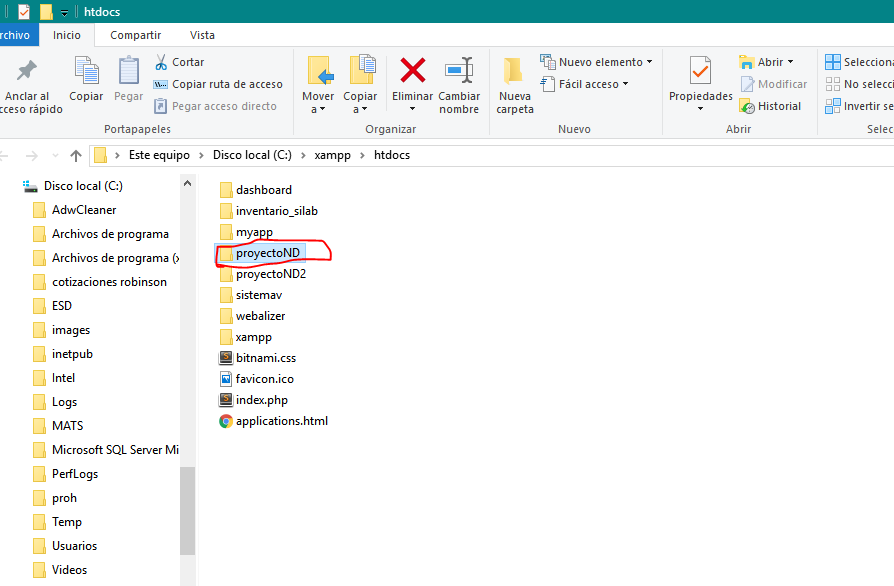 htdocs
rchivo Inicio Compartir Vista
Anclar al
cceso rápido
Copiar
Pegar
Cortar
Copiar ruta de acceso
Pegar acceso directo
Portapapeles
Mover
a
Copiar
a
Eliminar
Cambiar
nombre
Organizar
Nueva
carpeta
Nuevo elemento
Fácil acceso
Nuevo
Propiedades
Abrir
Modificar
Historial
Abrir
Selecciona
No selecci
Invertir se
Selec
Este equipo > Disco local (C:) > xampp > htdocs
Disco local (C:)
AdwCleaner
Archivos de programa
Archivos de programa (x
cotizaciones robinson
ESD
images
inetpub
Intel
Logs
MATS
Microsoft SQL Server Mi
PerfLogs
proh
Temp
Usuarios
Videos
dashboard
inventario_silab
myapp
proyectoND
proyectoND2
sistemav
webalizer
xampp
bitnami.css
favicon.ico
index.php
applications.html